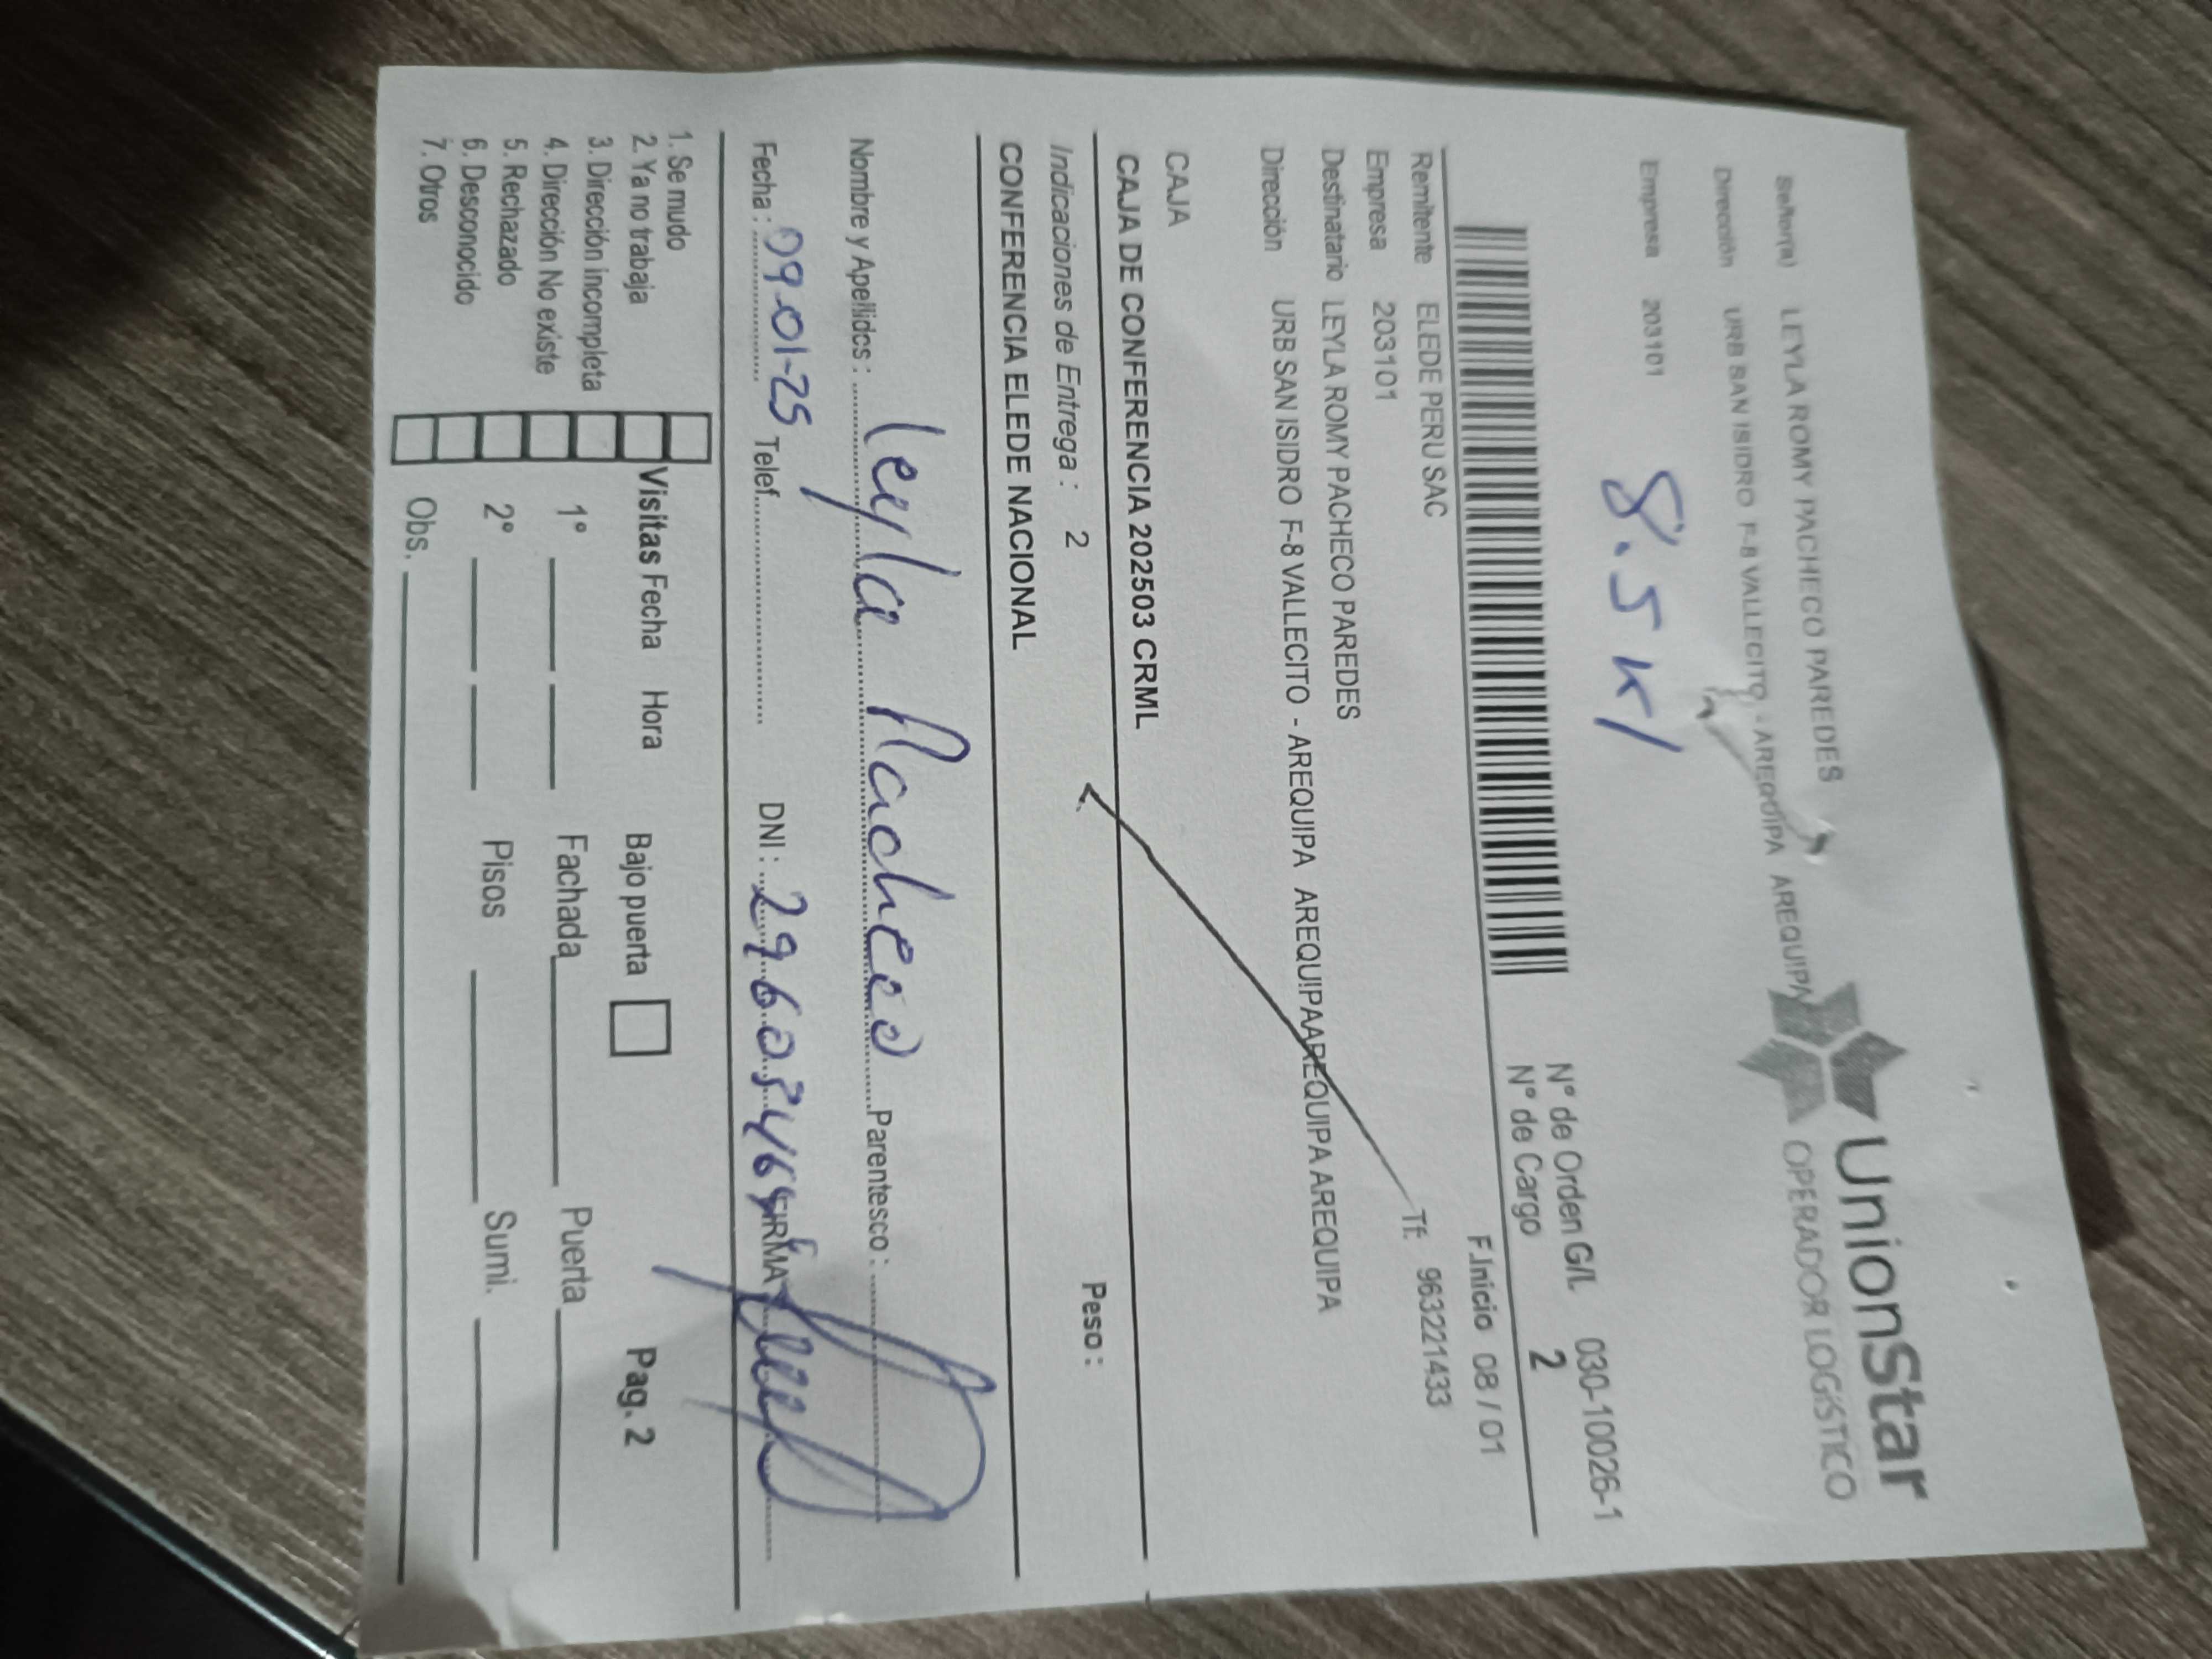 UnionStar
OPERADOR LOGÍSTICO
Señor(a) LEYLA ROMY PACHECO PAREDES
Dirección URB SAN ISIDRO F-8 VALLECITO - AREQUIPA AREQUIPA
Empresa 203101
8.5 K/
N° de Orden G/L 030-10026-1
N° de Cargo 2
F.Inicio 08 / 01
Remitente ELEDE PERU SAC
Tf: 963221433
Empresa 203101
Destinatario LEYLA ROMY PACHECO PAREDES
Dirección URB SAN ISIDRO F-8 VALLECITO - AREQUIPA AREQUIPAAREQUIPA AREQUIPA
CAJA
CAJA DE CONFERENCIA 202503 CRML
Indicaciones de Entrega : 2 Peso :
CONFERENCIA ELEDE NACIONAL
Nombre y Apellidos : Leyla Pacheco Parentesco :
Fecha : 09-01-25 Telef. DNI : FIRMA
1. Se mudo
2. Ya no trabaja
3. Dirección incompleta
4. Dirección No existe
5. Rechazado
6. Desconocido
7. Otros
Visitas Fecha Hora Bajo puerta Pag. 2
1° Fachada Puerta
2° Pisos Sumi.
Obs.